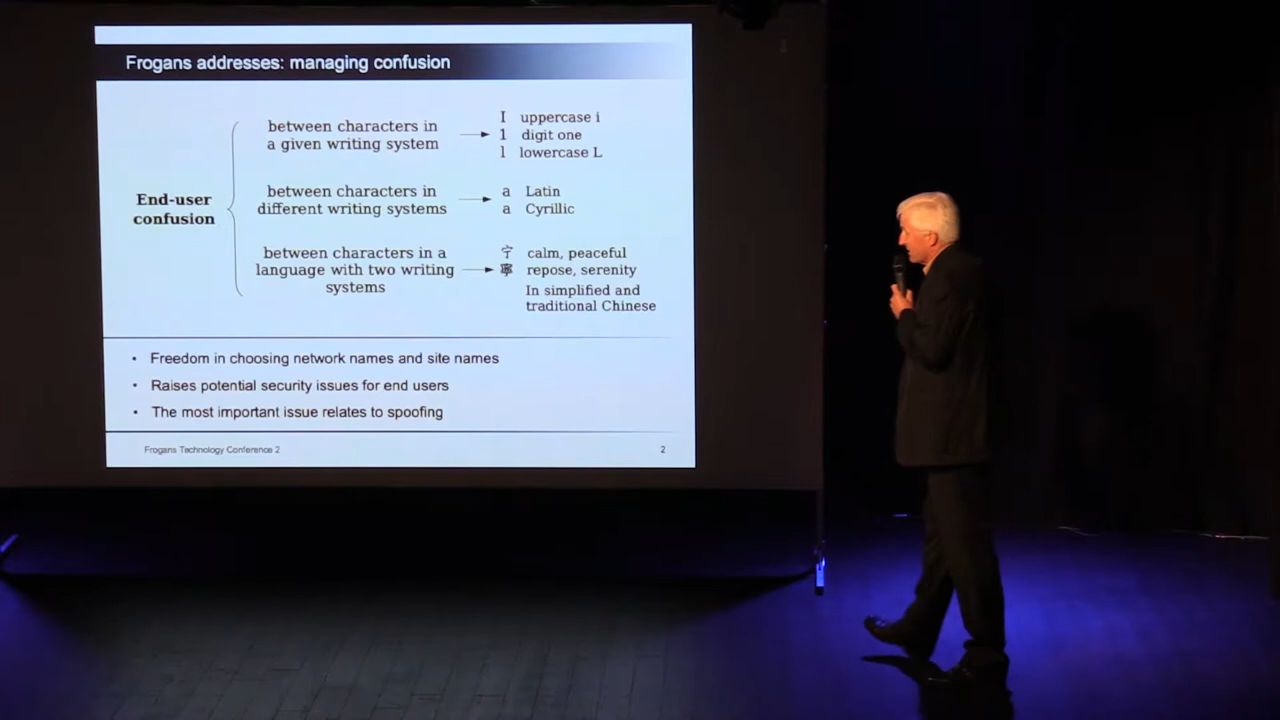 Frogans addresses: managing confusion
End-user
confusion
between characters in
a given writing system
I uppercase i
1 digit one
l lowercase L
between characters in
different writing systems
a Latin
а Cyrillic
between characters in a
language with two writing
systems
宁 calm, peaceful
寧 repose, serenity
In simplified and
traditional Chinese
• Freedom in choosing network names and site names
• Raises potential security issues for end users
• The most important issue relates to spoofing
Frogans Technology Conference 2
2